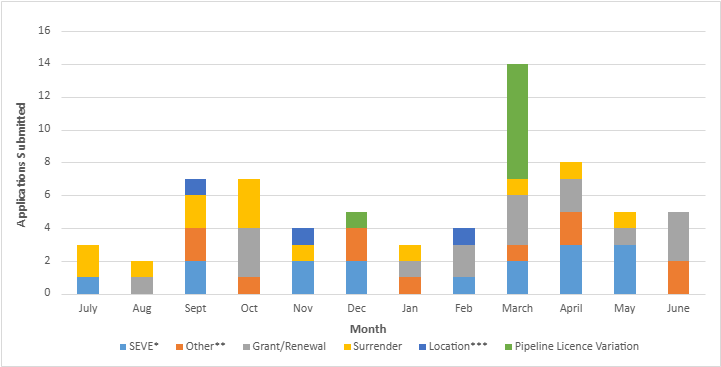 16
14
12
10
8
6
4
2
0
Applications Submitted
July Aug Sept Oct Nov Dec Jan Feb March April May June
Month
SEVE* Other** Grant/Renewal Surrender Location*** Pipeline Licence Variation